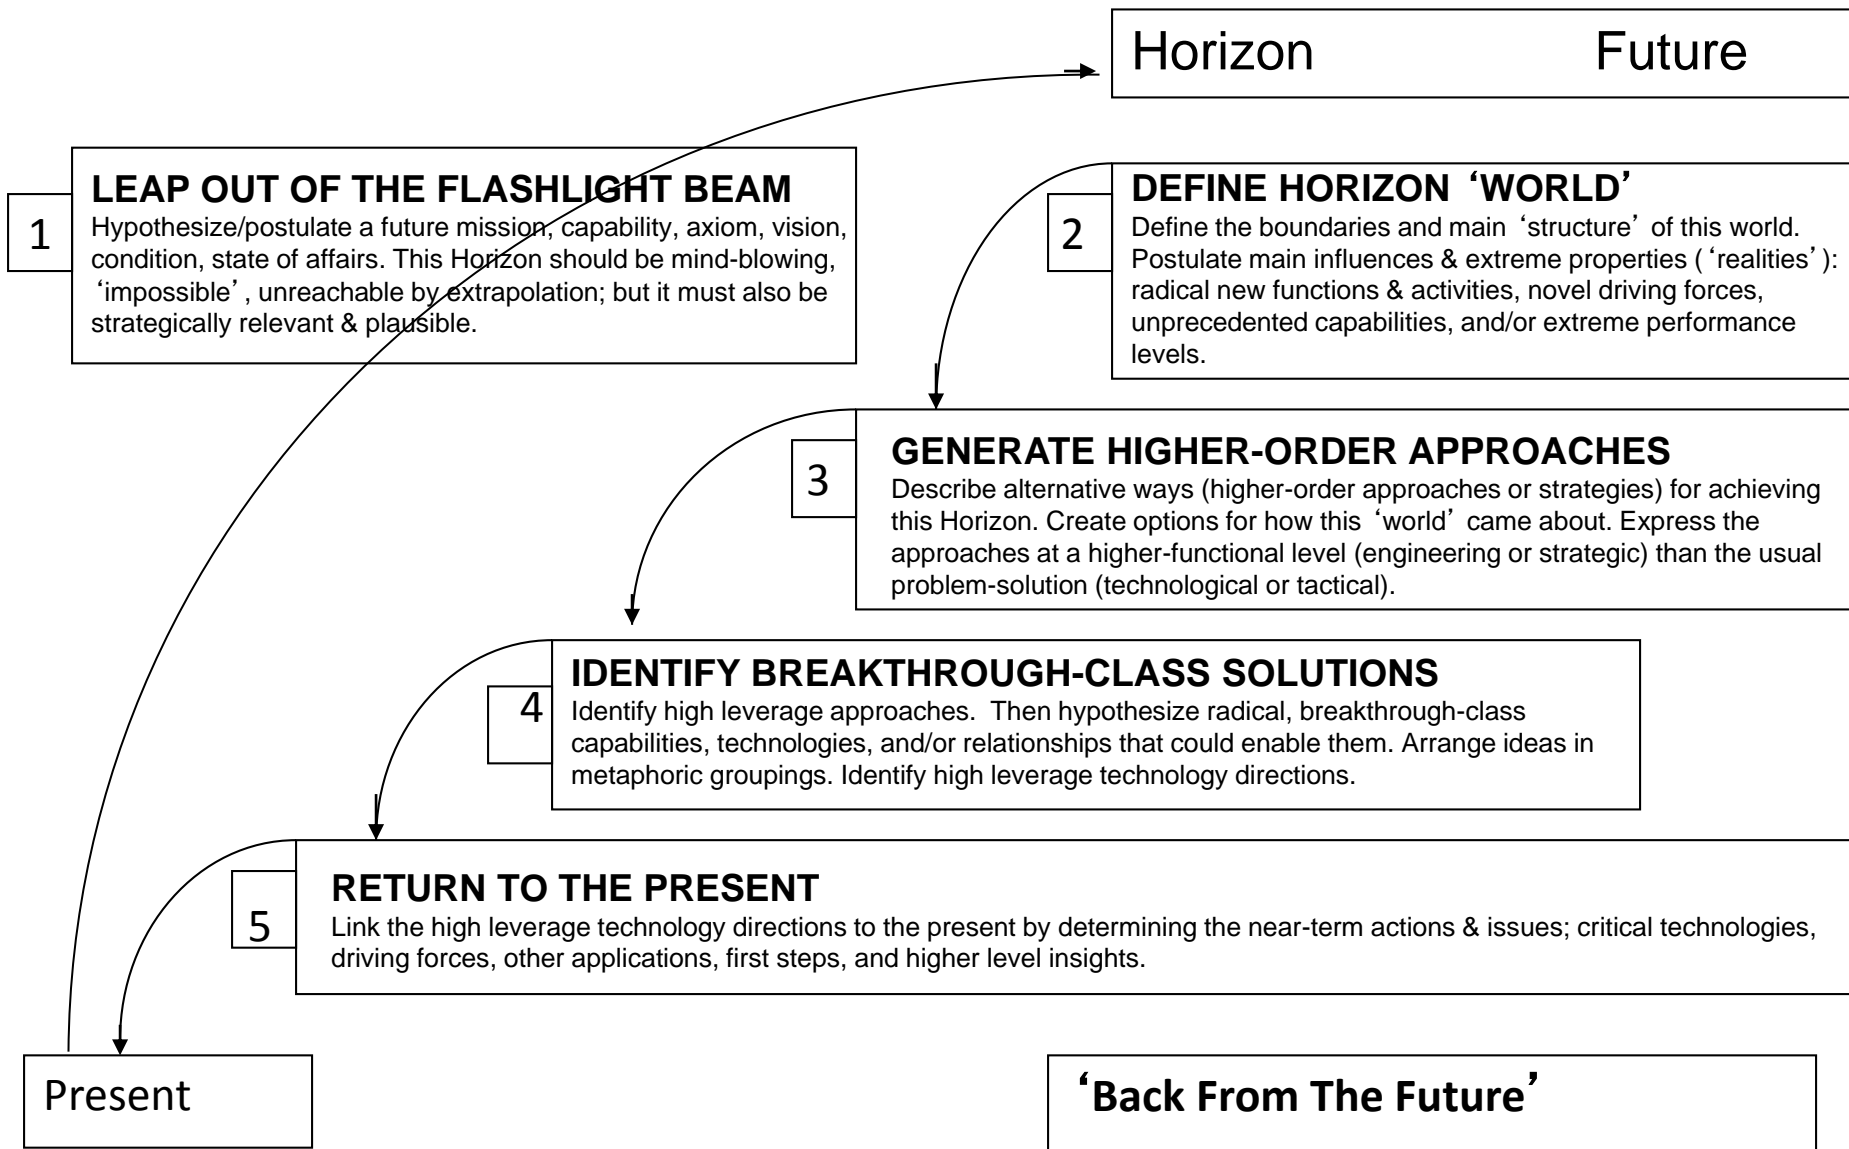 Horizon Future
1
LEAP OUT OF THE FLASHLIGHT BEAM
Hypothesize/postulate a future mission, capability, axiom, vision,
condition, state of affairs. This Horizon should be mind-blowing,
‘impossible’, unreachable by extrapolation; but it must also be
strategically relevant & plausible.
2
DEFINE HORIZON ‘WORLD’
Define the boundaries and main ‘structure’ of this world.
Postulate main influences & extreme properties (‘realities’):
radical new functions & activities, novel driving forces,
unprecedented capabilities, and/or extreme performance
levels.
3
GENERATE HIGHER-ORDER APPROACHES
Describe alternative ways (higher-order approaches or strategies) for achieving
this Horizon. Create options for how this ‘world’ came about. Express the
approaches at a higher-functional level (engineering or strategic) than the usual
problem-solution (technological or tactical).
4
IDENTIFY BREAKTHROUGH-CLASS SOLUTIONS
Identify high leverage approaches. Then hypothesize radical, breakthrough-class
capabilities, technologies, and/or relationships that could enable them. Arrange ideas in
metaphoric groupings. Identify high leverage technology directions.
5
RETURN TO THE PRESENT
Link the high leverage technology directions to the present by determining the near-term actions & issues; critical technologies,
driving forces, other applications, first steps, and higher level insights.
Present
‘Back From The Future’